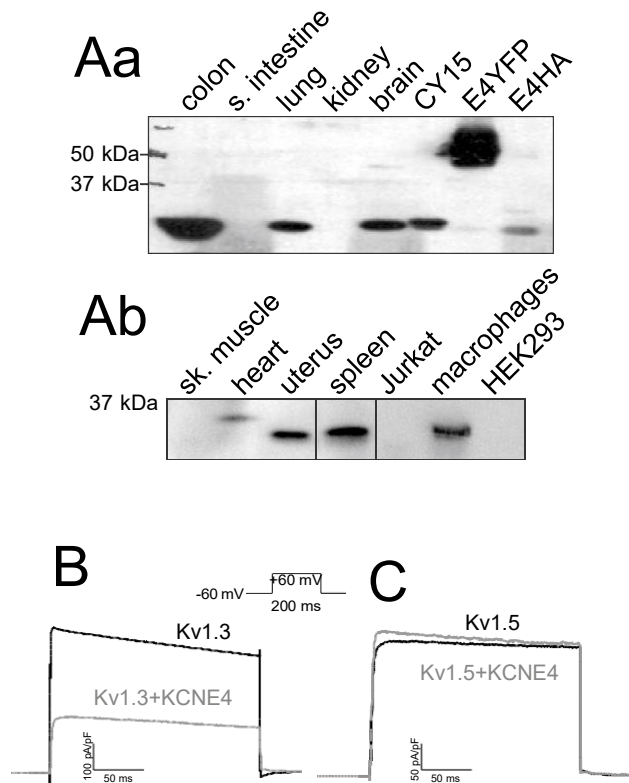 Aa
colon
s. intestine
lung
kidney
brain
CY15
E4YFP
E4HA
50 kDa
37 kDa
Ab
sk. muscle
heart
uterus
spleen
Jurkat
macrophages
HEK293
37 kDa
B
-60 mV
+60 mV
200 ms
Kv1.3
Kv1.3+KCNE4
100 pA/pF
50 ms
C
Kv1.5
Kv1.5+KCNE4
50 pA/pF
50 ms